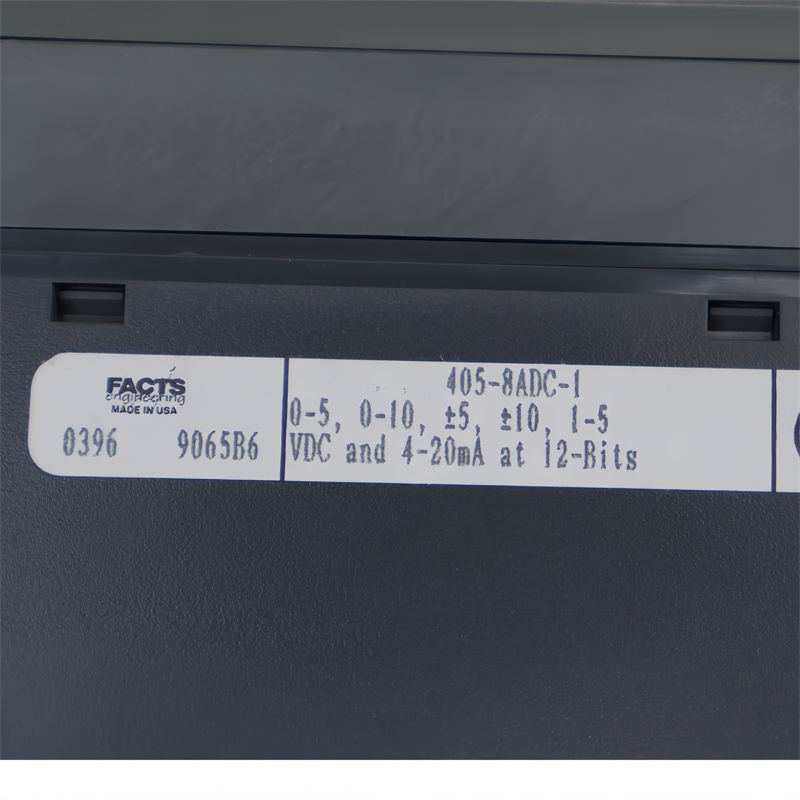 FACTS
engineering
MADE IN USA
0396 9065B6
405-8ADC-1
0-5, 0-10, ±5, ±10, 1-5
VDC and 4-20mA at 12-Bits